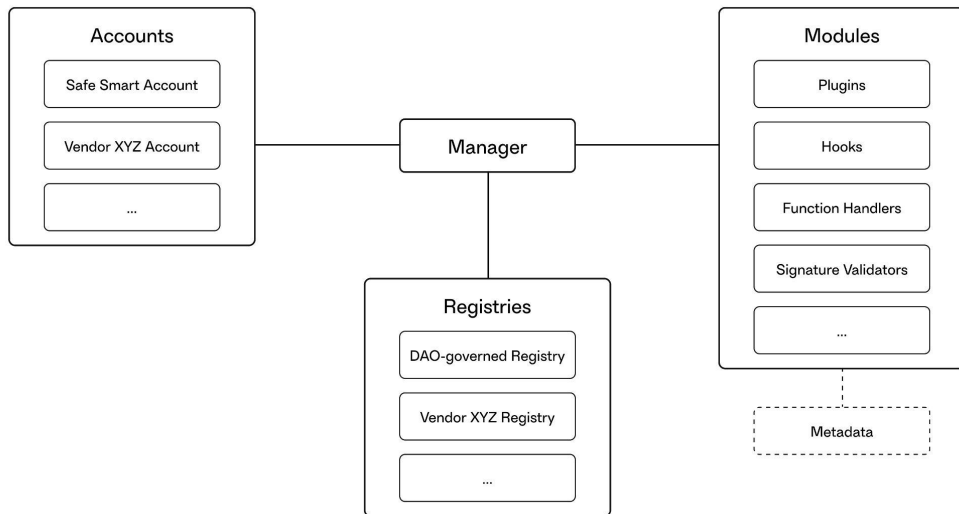 Accounts
Safe Smart Account
Vendor XYZ Account
...
Manager
Modules
Plugins
Hooks
Function Handlers
Signature Validators
...
Metadata
Registries
DAO-governed Registry
Vendor XYZ Registry
...